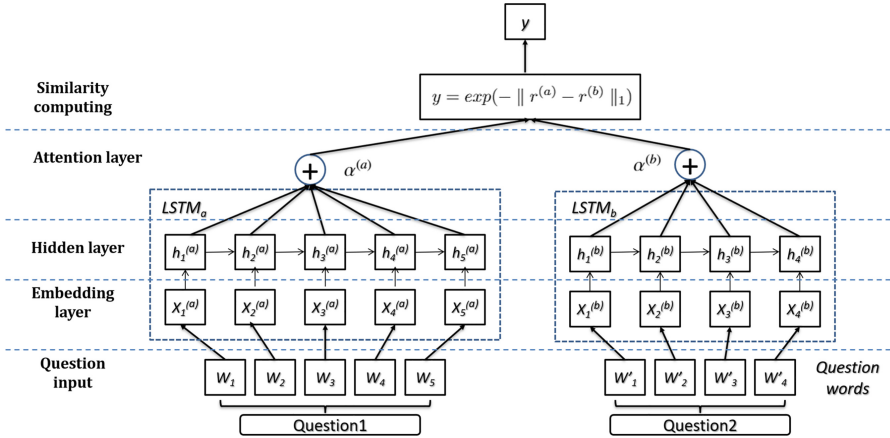 y
Similarity
computing
y = exp(− ∥ r^(a) − r^(b) ∥₁)
Attention layer
+ α^(a) α^(b) +
LSTMₐ LSTM_b
Hidden layer
h₁^(a) h₂^(a) h₃^(a) h₄^(a) h₅^(a) h₁^(b) h₂^(b) h₃^(b) h₄^(b)
Embedding
layer
X₁^(a) X₂^(a) X₃^(a) X₄^(a) X₅^(a) X₁^(b) X₂^(b) X₃^(b) X₄^(b)
Question
input
W₁ W₂ W₃ W₄ W₅ W'₁ W'₂ W'₃ W'₄
Question
words
Question1 Question2